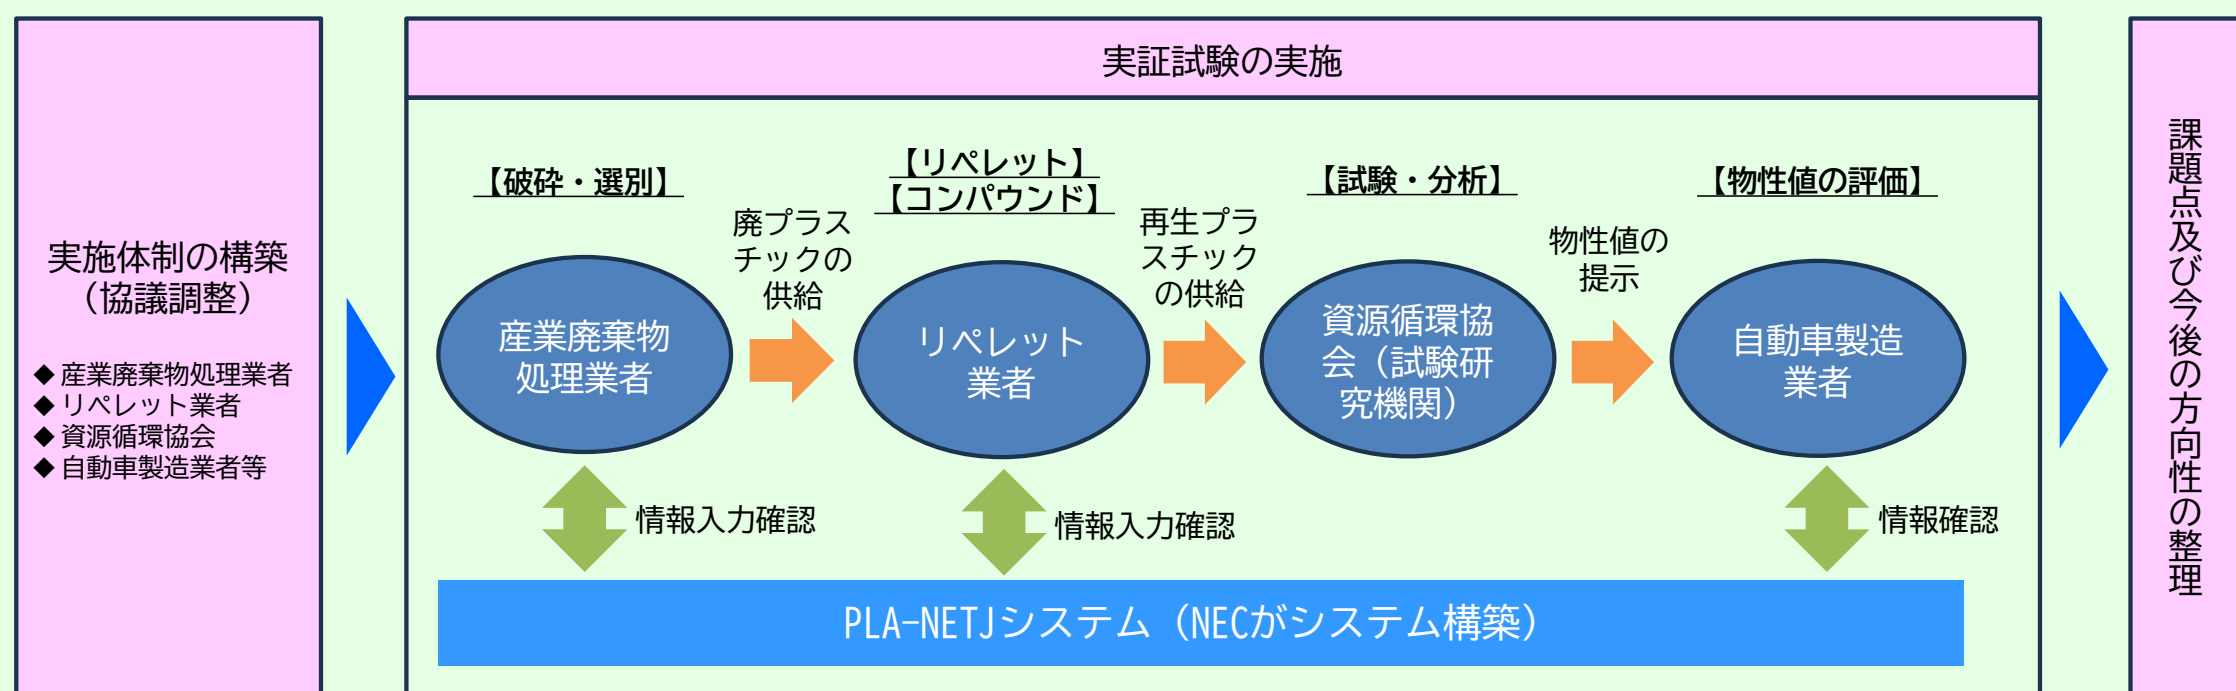 実施体制の構築
（協議調整）
◆ 産業廃棄物処理業者
◆ リペレット業者
◆ 資源循環協会
◆ 自動車製造業者等
実証試験の実施
【破砕・選別】
廃プラス
チックの
供給
【リペレット】
【コンパウンド】
再生プラ
スチック
の供給
【試験・分析】
物性値の
提示
【物性値の評価】
産業廃棄物
処理業者
リペレット
業者
資源循環協
会（試験研
究機関）
自動車製造
業者
情報入力確認
情報入力確認
情報確認
PLA-NETJシステム（NECがシステム構築）
課題点及び今後の方向性の整理